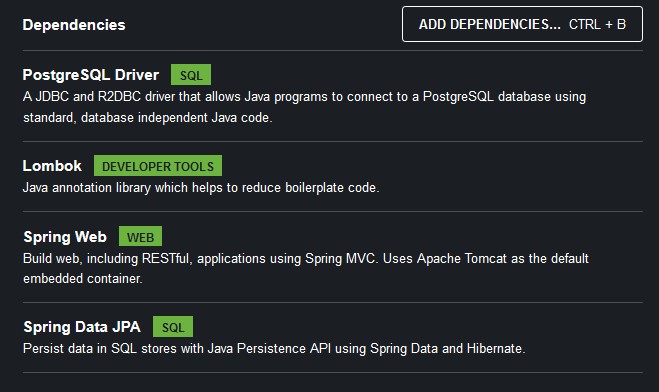 Dependencies
ADD DEPENDENCIES... CTRL + B
PostgreSQL Driver SQL
A JDBC and R2DBC driver that allows Java programs to connect to a PostgreSQL database using
standard, database independent Java code.
Lombok DEVELOPER TOOLS
Java annotation library which helps to reduce boilerplate code.
Spring Web WEB
Build web, including RESTful, applications using Spring MVC. Uses Apache Tomcat as the default
embedded container.
Spring Data JPA SQL
Persist data in SQL stores with Java Persistence API using Spring Data and Hibernate.